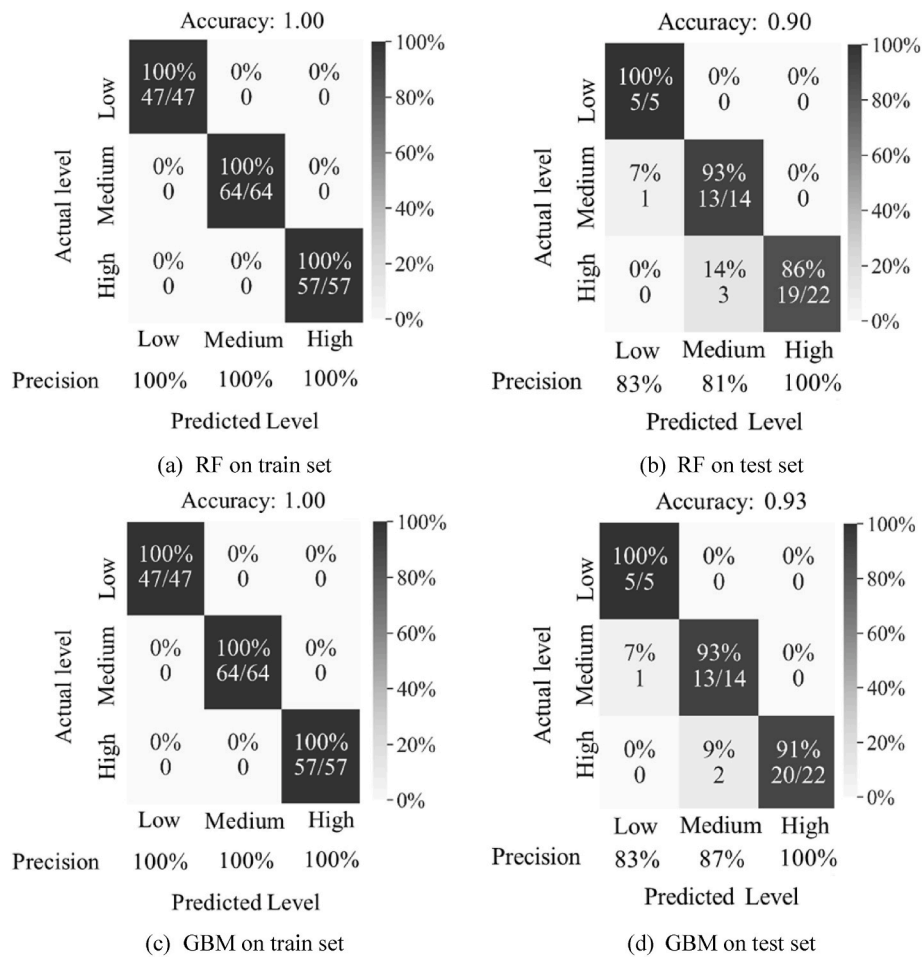 Accuracy: 1.00
100%
47/47
0%
0
0%
0
0%
0
100%
64/64
0%
0
0%
0
0%
0
100%
57/57
Low
Medium
High
Actual level
100%
80%
60%
40%
20%
0%
Low Medium High
Precision 100% 100% 100%
Predicted Level
(a) RF on train set
Accuracy: 0.90
100%
5/5
0%
0
0%
0
7%
1
93%
13/14
0%
0
0%
0
14%
3
86%
19/22
Low
Medium
High
Actual level
100%
80%
60%
40%
20%
0%
Low Medium High
Precision 83% 81% 100%
Predicted Level
(b) RF on test set
Accuracy: 1.00
100%
47/47
0%
0
0%
0
0%
0
100%
64/64
0%
0
0%
0
0%
0
100%
57/57
Low
Medium
High
Actual level
100%
80%
60%
40%
20%
0%
Low Medium High
Precision 100% 100% 100%
Predicted Level
(c) GBM on train set
Accuracy: 0.93
100%
5/5
0%
0
0%
0
7%
1
93%
13/14
0%
0
0%
0
9%
2
91%
20/22
Low
Medium
High
Actual level
100%
80%
60%
40%
20%
0%
Low Medium High
Precision 83% 87% 100%
Predicted Level
(d) GBM on test set